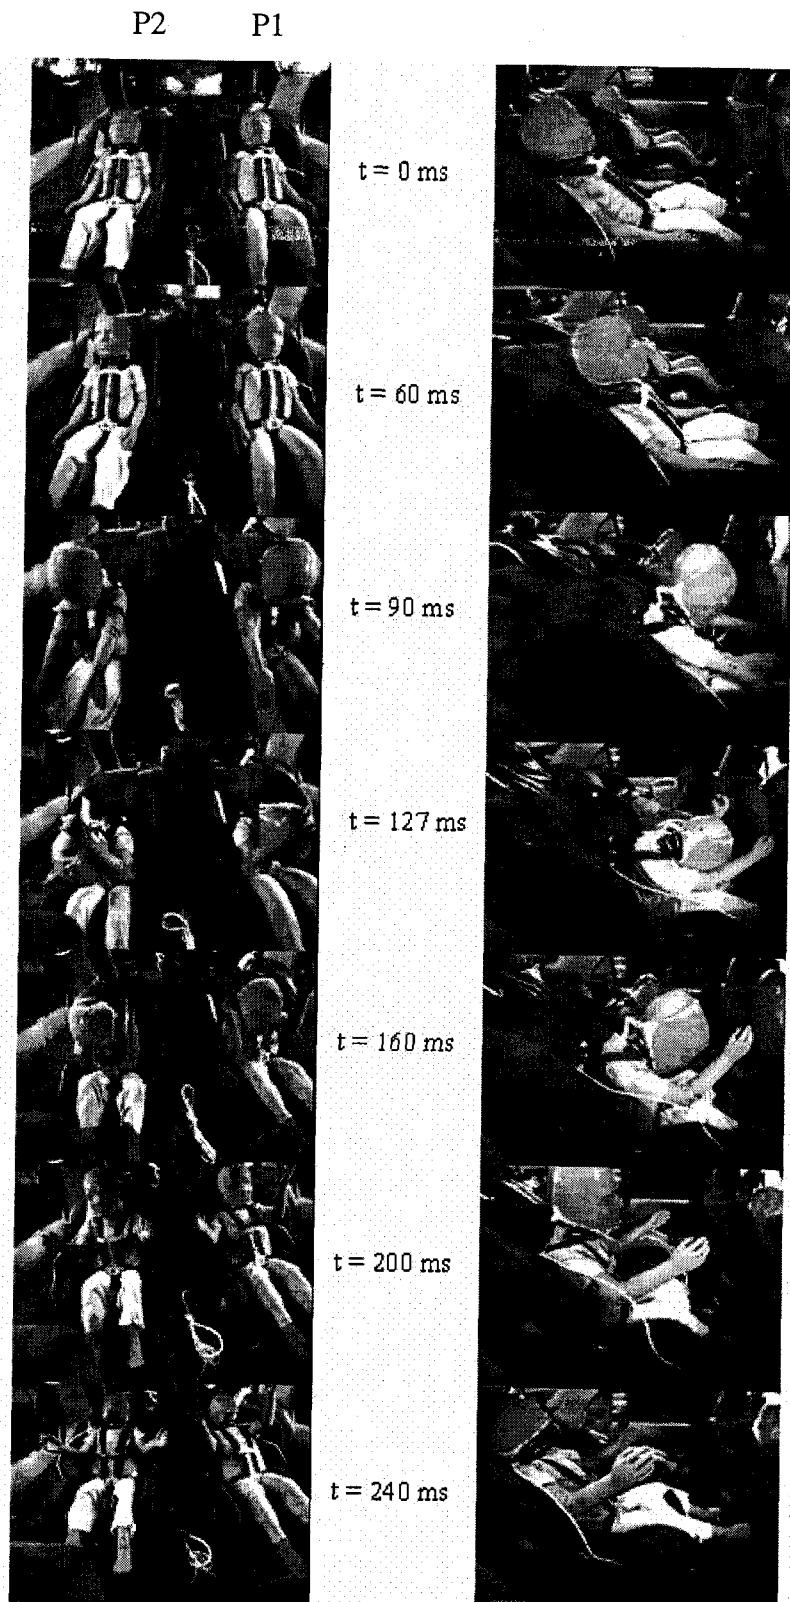 P2 P1
t = 0 ms
t = 60 ms
t = 90 ms
t = 127 ms
t = 160 ms
t = 200 ms
t = 240 ms